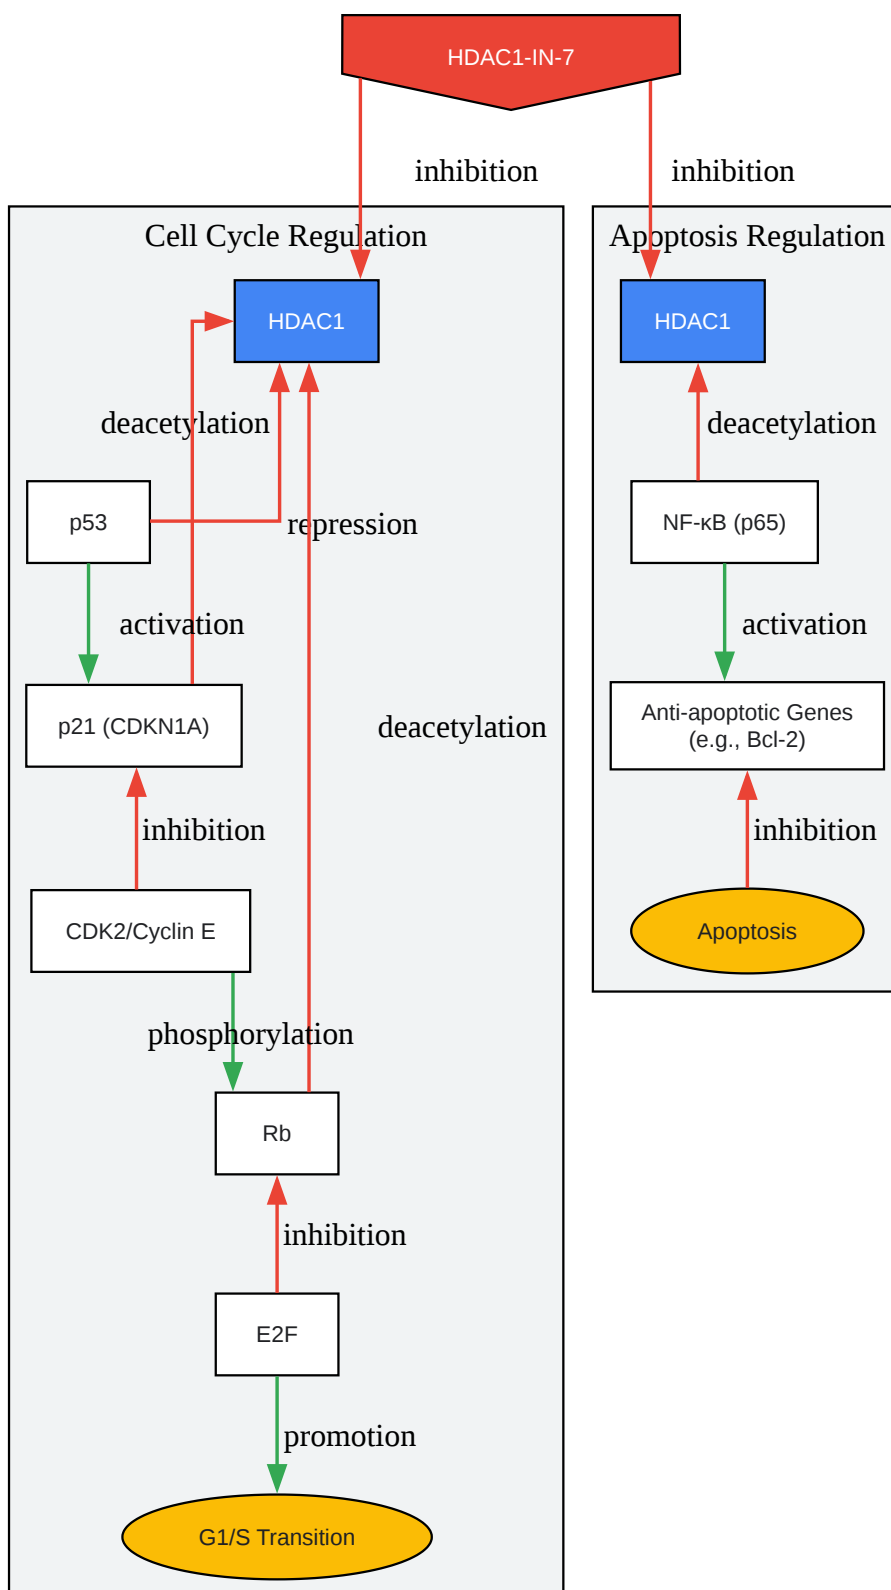 HDAC1-IN-7
inhibition
inhibition
Cell Cycle Regulation
HDAC1
deacetylation
p53
repression
activation
p21 (CDKN1A)
deacetylation
inhibition
CDK2/Cyclin E
phosphorylation
Rb
inhibition
E2F
promotion
G1/S Transition
Apoptosis Regulation
HDAC1
deacetylation
NF-κB (p65)
activation
Anti-apoptotic Genes
(e.g., Bcl-2)
inhibition
Apoptosis